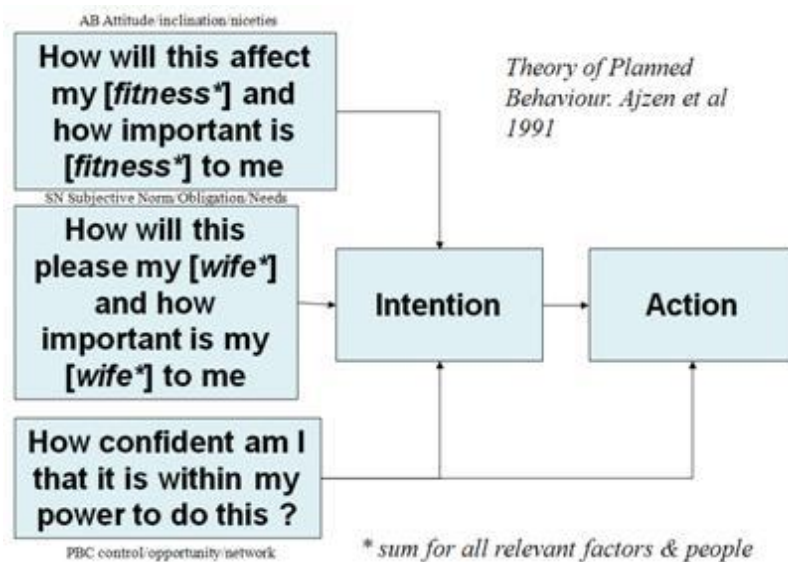 AB Attitude/inclination/niceties
How will this affect
my [fitness*] and
how important is
[fitness*] to me
Theory of Planned
Behaviour. Ajzen et al
1991
SN Subjective Norm/Obligation/Needs
How will this
please my [wife*]
and how
important is my
[wife*] to me
Intention
Action
How confident am I
that it is within my
power to do this ?
PBC control/opportunity/network
* sum for all relevant factors & people